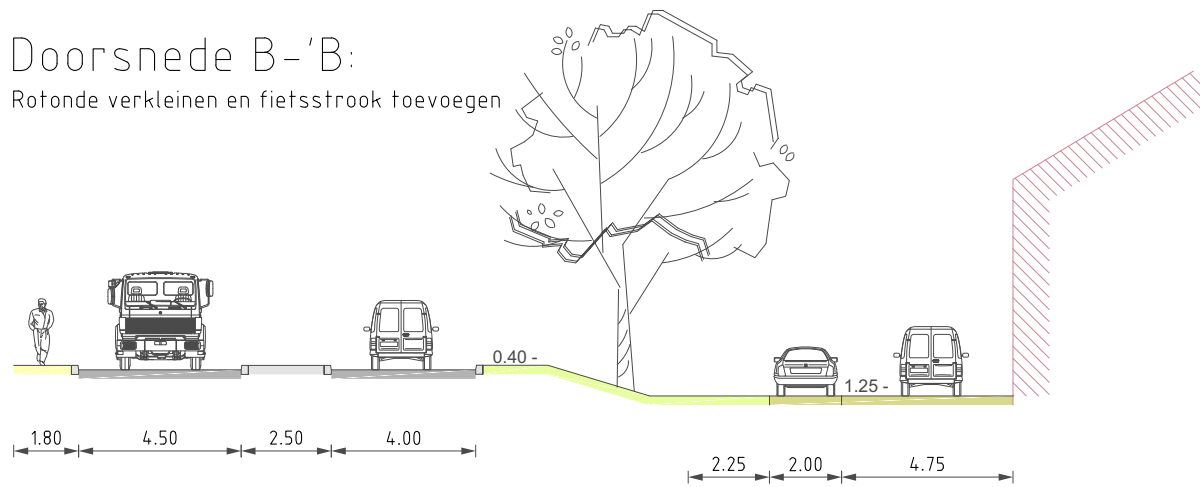 Doorsnede B-'B:
Rotonde verkleinen en fietsstrook toevoegen
0.40 -
1.25 -
1.80 4.50 2.50 4.00
2.25 2.00 4.75